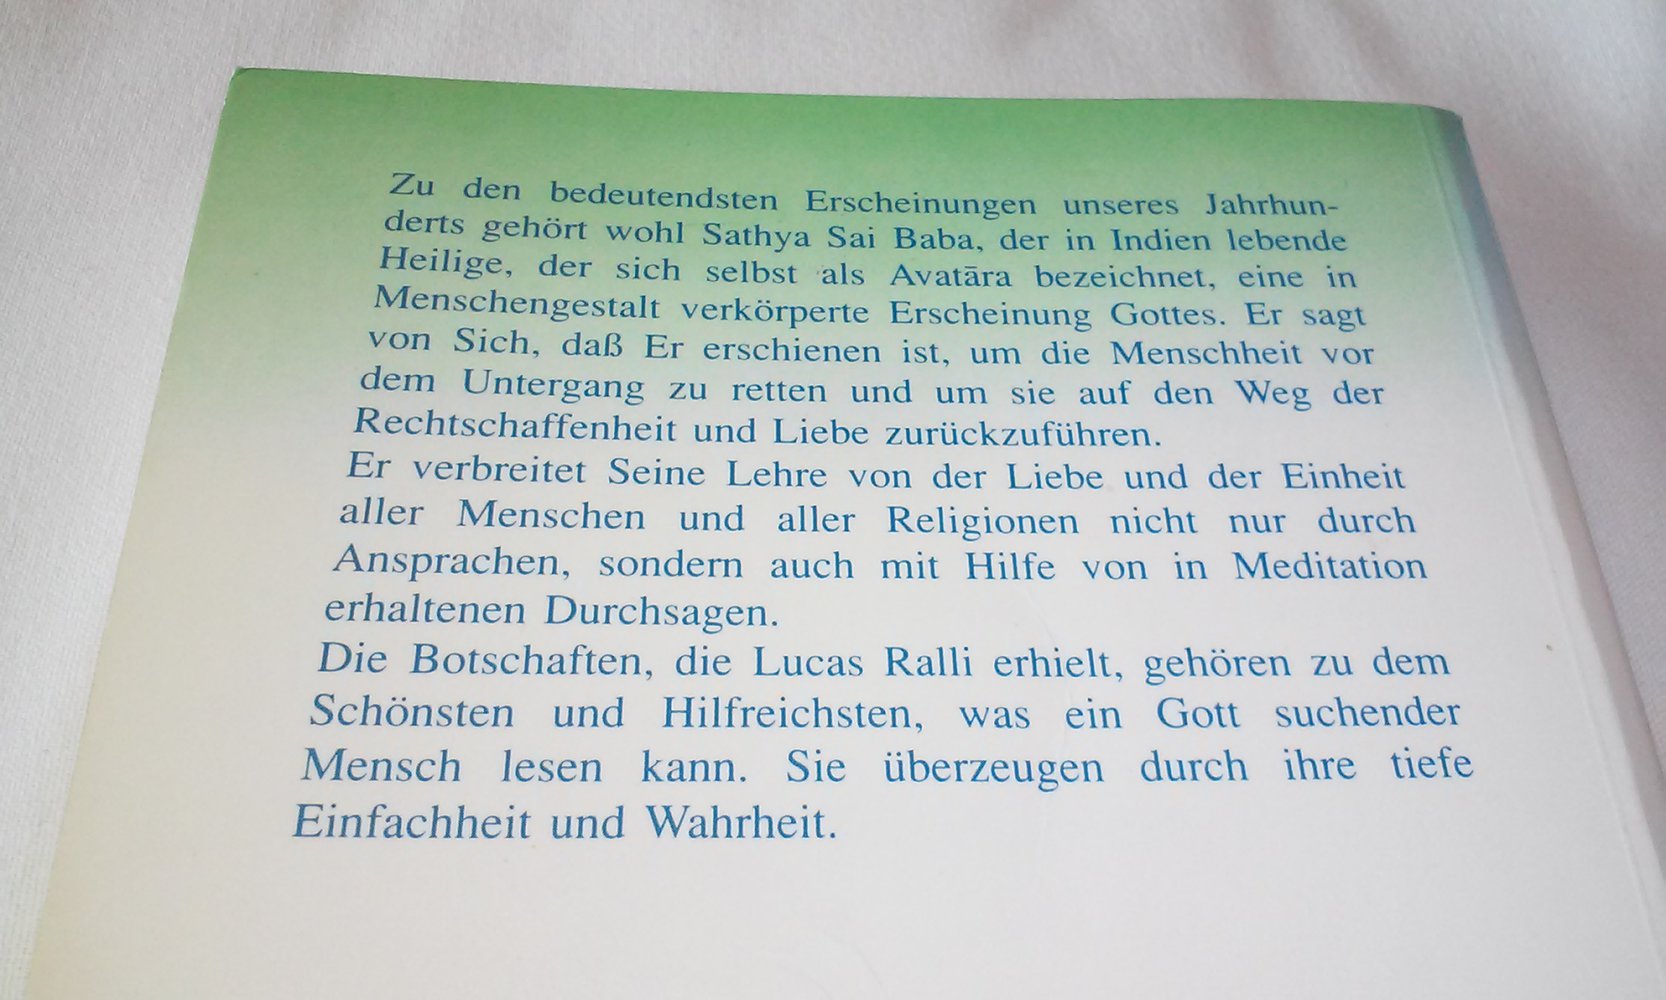 Zu den bedeutendsten Erscheinungen unseres Jahrhun-
derts gehört wohl Sathya Sai Baba, der in Indien lebende
Heilige, der sich selbst als Avatāra bezeichnet, eine in
Menschengestalt verkörperte Erscheinung Gottes. Er sagt
von Sich, daß Er erschienen ist, um die Menschheit vor
dem Untergang zu retten und um sie auf den Weg der
Rechtschaffenheit und Liebe zurückzuführen.
Er verbreitet Seine Lehre von der Liebe und der Einheit
aller Menschen und aller Religionen nicht nur durch
Ansprachen, sondern auch mit Hilfe von in Meditation
erhaltenen Durchsagen.
Die Botschaften, die Lucas Ralli erhielt, gehören zu dem
Schönsten und Hilfreichsten, was ein Gott suchender
Mensch lesen kann. Sie überzeugen durch ihre tiefe
Einfachheit und Wahrheit.